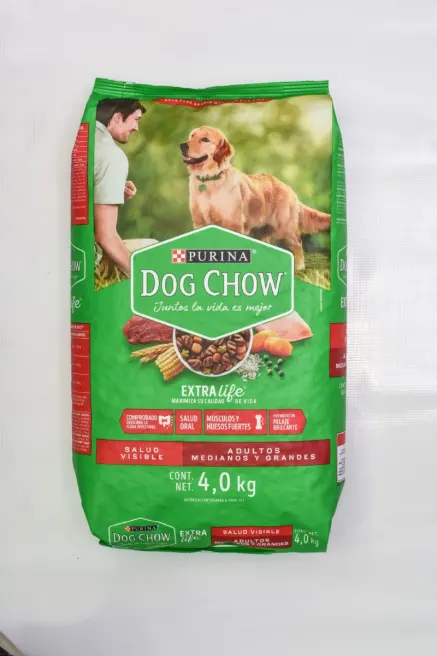 PURINA
DOG CHOW
Juntos la vida es mejor
EXTRA life
MAXIMIZA SU CALIDAD DE VIDA
COMPROBADO
SALUD ORAL
MÚSCULOS Y HUESOS FUERTES
PELAJE BRILLANTE
SALUD VISIBLE
ADULTOS
MEDIANOS Y GRANDES
CONT. NET. 4,0 kg
PURINA
DOG CHOW
EXTRA life
SALUD VISIBLE
ADULTOS
4,0 kg